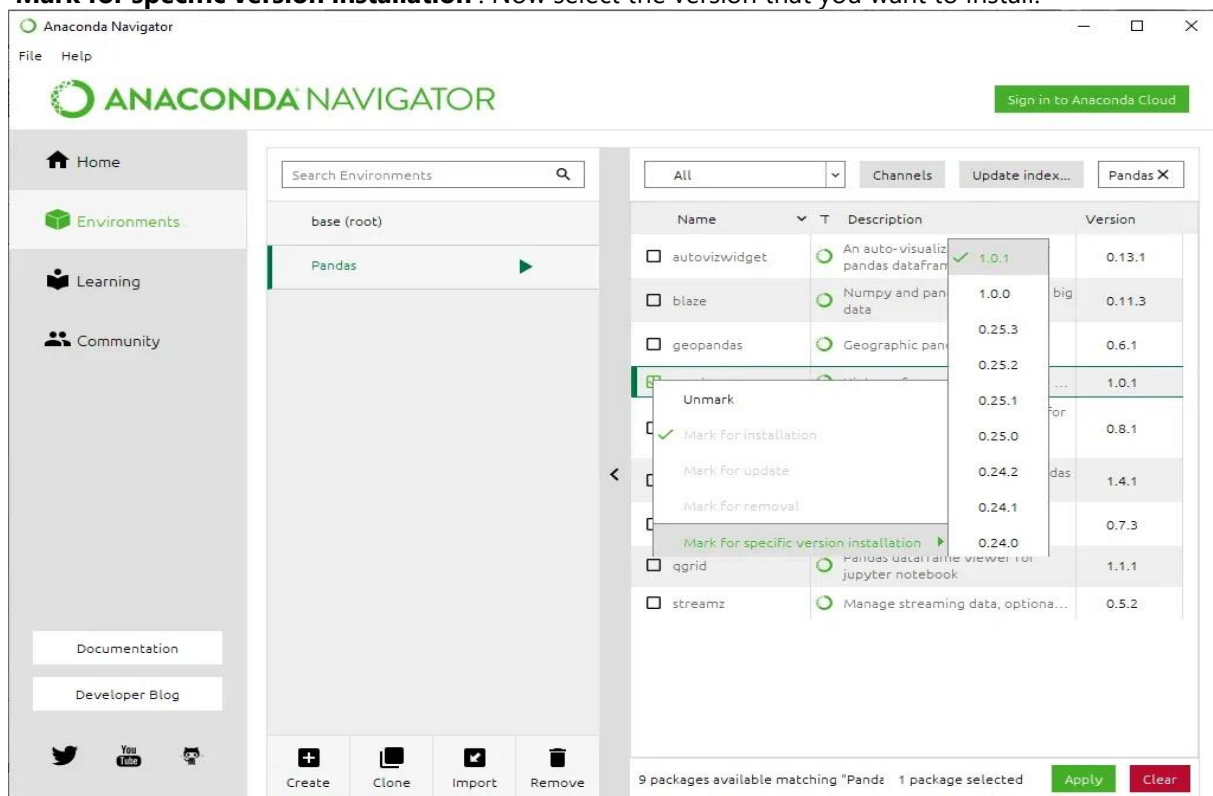 "Mark for specific version installation". Now select the version that you want to install.
Anaconda Navigator
File Help
ANACONDA NAVIGATOR
Sign in to Anaconda Cloud
Home
Environments
Learning
Community
Documentation
Developer Blog
You Tube
Search Environments
base (root)
Pandas
Create Clone Import Remove
All Channels Update index... Pandas X
Name T Description Version
autovizwidget An auto-visualiz 0.13.1
pandas datafram
blaze Numpy and pan big 0.11.3
data
geopandas Geographic pan 0.6.1
... 1.0.1
for 0.8.1
das 1.4.1
0.7.3
qgrid Pandas dataframe viewer for 1.1.1
jupyter notebook
streamz Manage streaming data, optiona... 0.5.2
Unmark
Mark for installation
Mark for update
Mark for removal
Mark for specific version installation
1.0.1
1.0.0
0.25.3
0.25.2
0.25.1
0.25.0
0.24.2
0.24.1
0.24.0
9 packages available matching "Panda 1 package selected Apply Clear